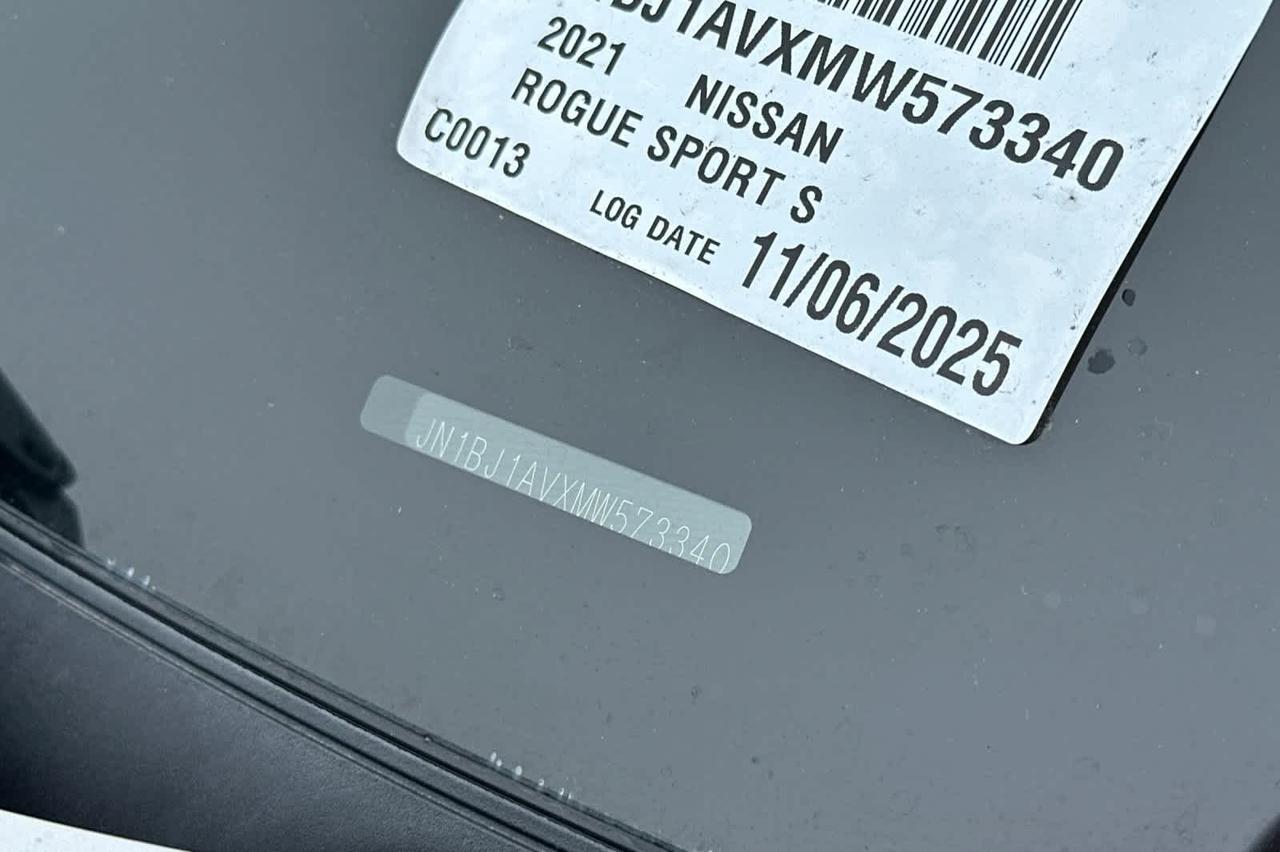 BJ1AVXMW573340
2021 NISSAN
ROGUE SPORT S
C0013
LOG DATE 11/06/2025
JN1BJ1AVXMW573340